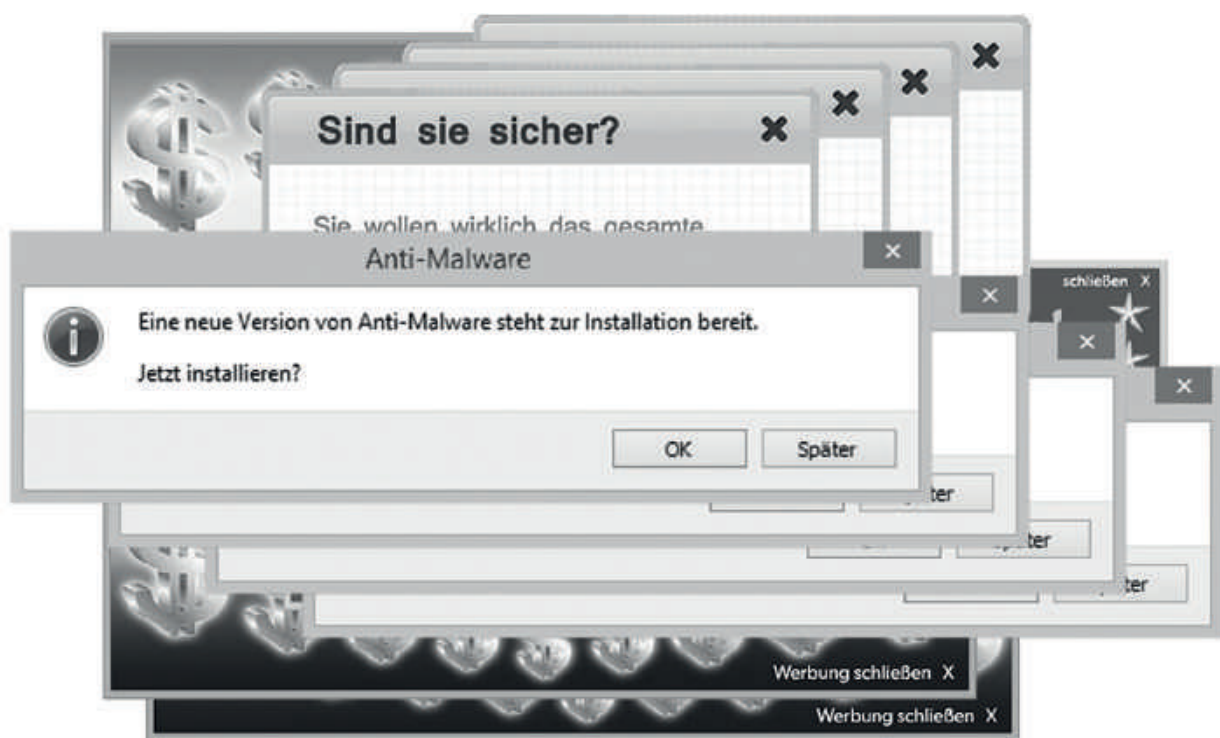 Sind sie sicher?
Sie wollen wirklich das gesamte
Anti-Malware
schließen X
Eine neue Version von Anti-Malware steht zur Installation bereit.
Jetzt installieren?
OK
Später
Werbung schließen X
Werbung schließen X